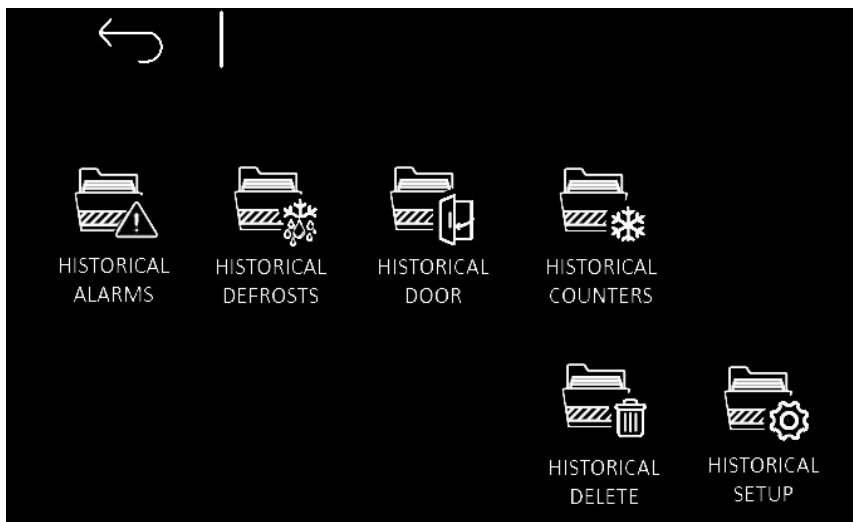 HISTORICAL
ALARMS
HISTORICAL
DEFROSTS
HISTORICAL
DOOR
HISTORICAL
COUNTERS
HISTORICAL
DELETE
HISTORICAL
SETUP